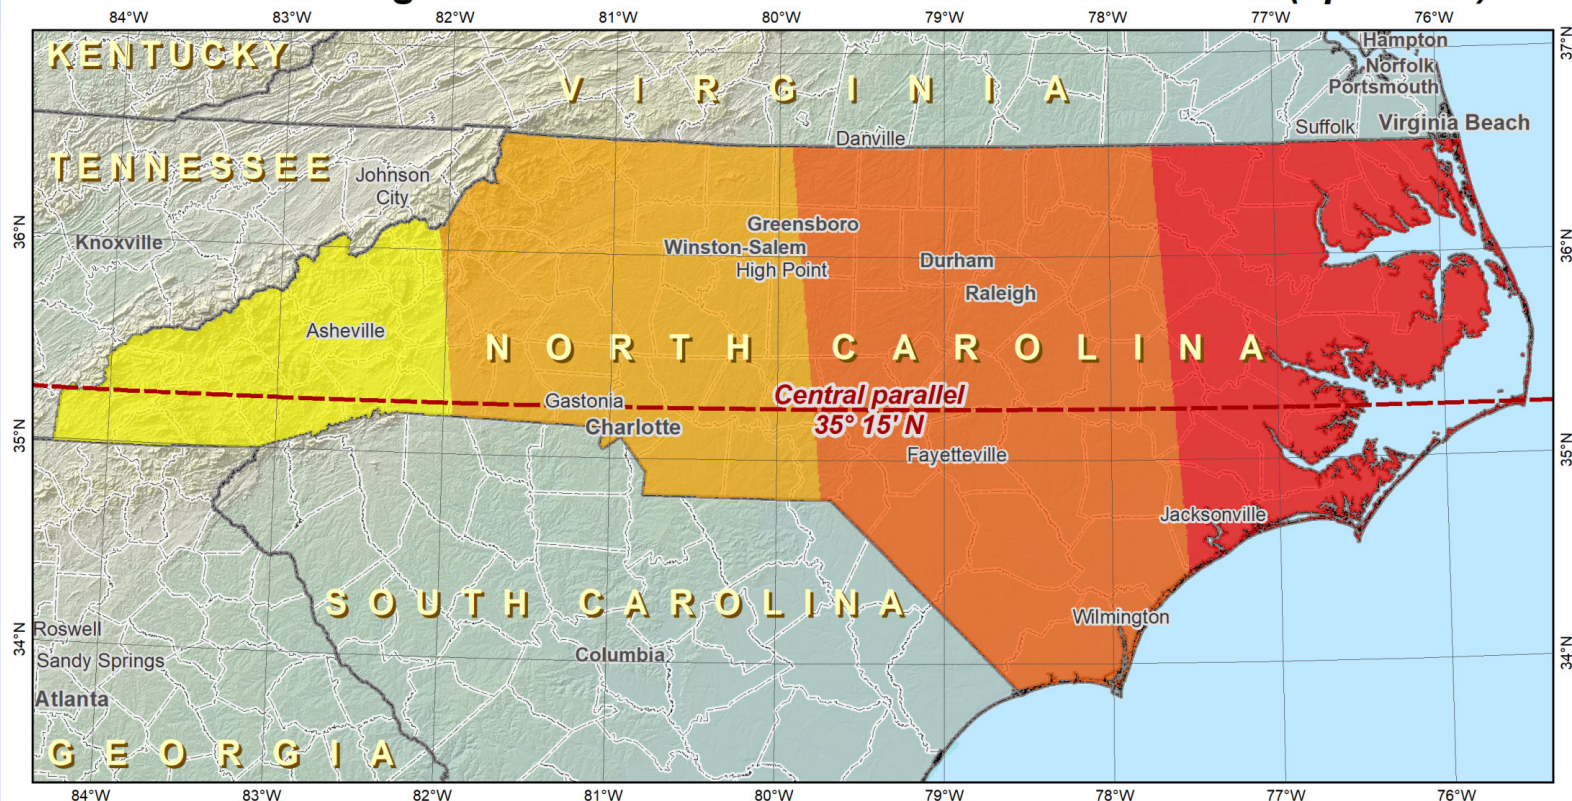 84°W 83°W 82°W 81°W 80°W 79°W 78°W 77°W 76°W
37°N
KENTUCKY
Hampton
Norfolk
Portsmouth
VIRGINIA
Suffolk
Virginia Beach
Danville
TENNESSEE
Johnson
City
Knoxville
36°N
36°N
Greensboro
Winston-Salem
High Point
Durham
Raleigh
Asheville
NORTH CAROLINA
Central parallel
35° 15' N
Gastonia
Charlotte
Fayetteville
35°N
35°N
Jacksonville
SOUTH CAROLINA
Wilmington
Roswell
Sandy Springs
Columbia
34°N
34°N
Atlanta
GEORGIA
84°W 83°W 82°W 81°W 80°W 79°W 78°W 77°W 76°W